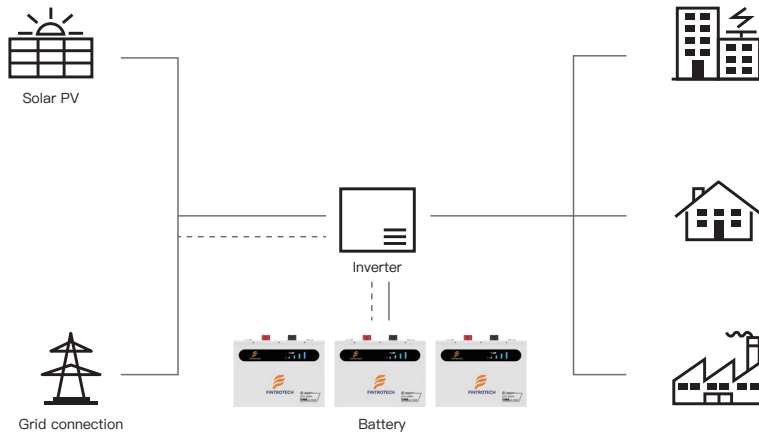 Solar PV
Inverter
FINTROTECH
FINTROTECH
FINTROTECH
Grid connection
Battery